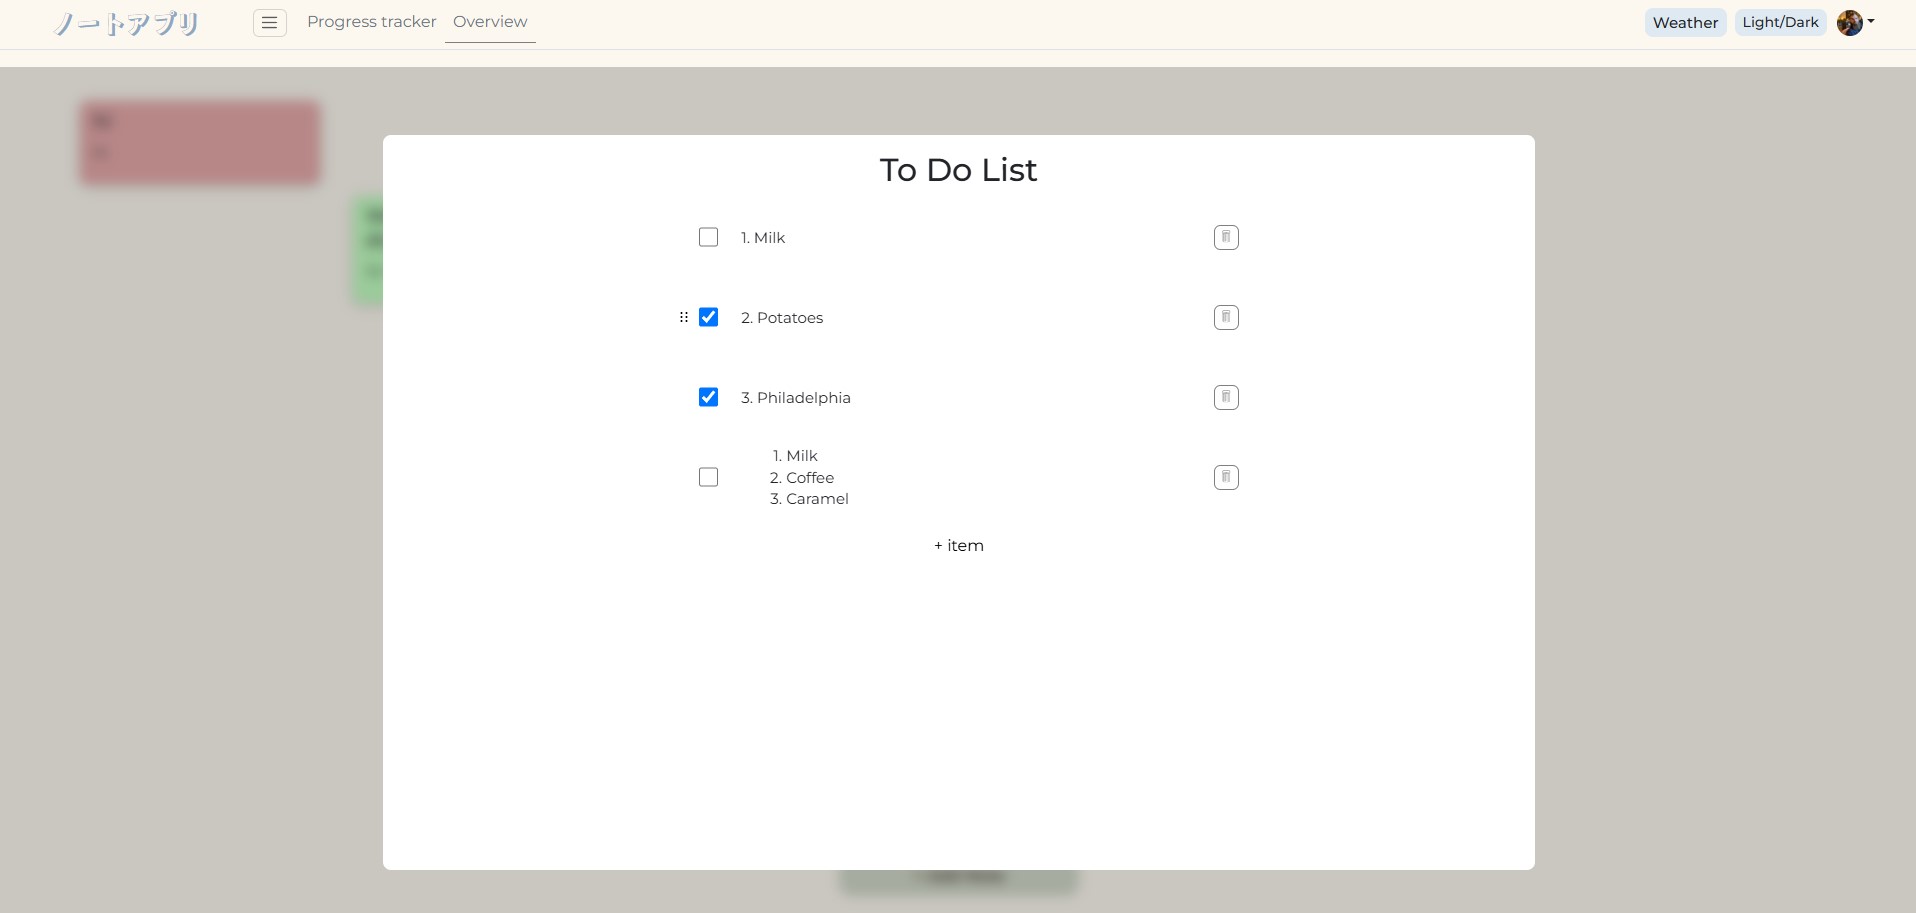 ノートアプリ
Progress tracker
Overview
Weather
Light/Dark
To Do List
1. Milk
2. Potatoes
3. Philadelphia
1. Milk
2. Coffee
3. Caramel
+ item